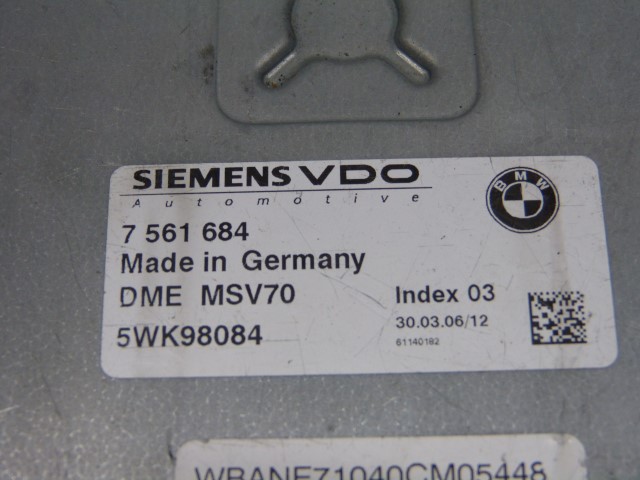 SIEMENS VDO
Automotive
BMW
7 561 684
Made in Germany
DME MSV70
Index 03
5WK98084
30.03.06/12
61140182
WBANE71040CM05448